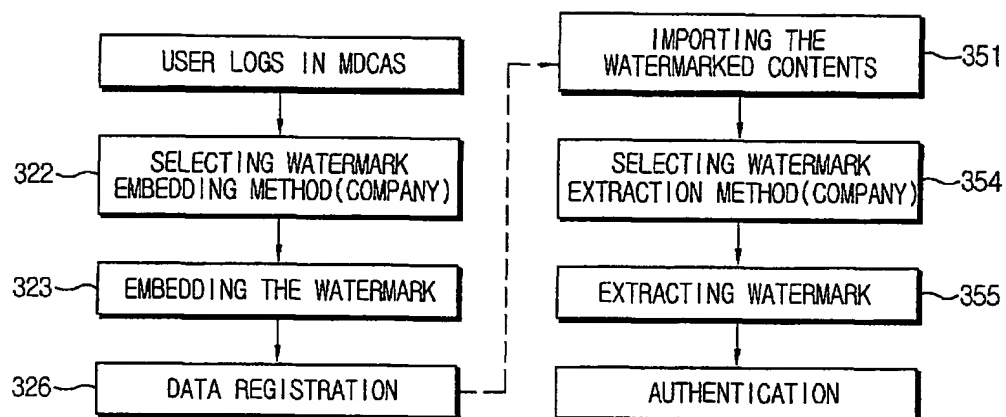 USER LOGS IN MDCAS
322
SELECTING WATERMARK
EMBEDDING METHOD(COMPANY)
323
EMBEDDING THE WATERMARK
326
DATA REGISTRATION
IMPORTING THE
WATERMARKED CONTENTS
351
SELECTING WATERMARK
EXTRACTION METHOD(COMPANY)
354
EXTRACTING WATERMARK
355
AUTHENTICATION